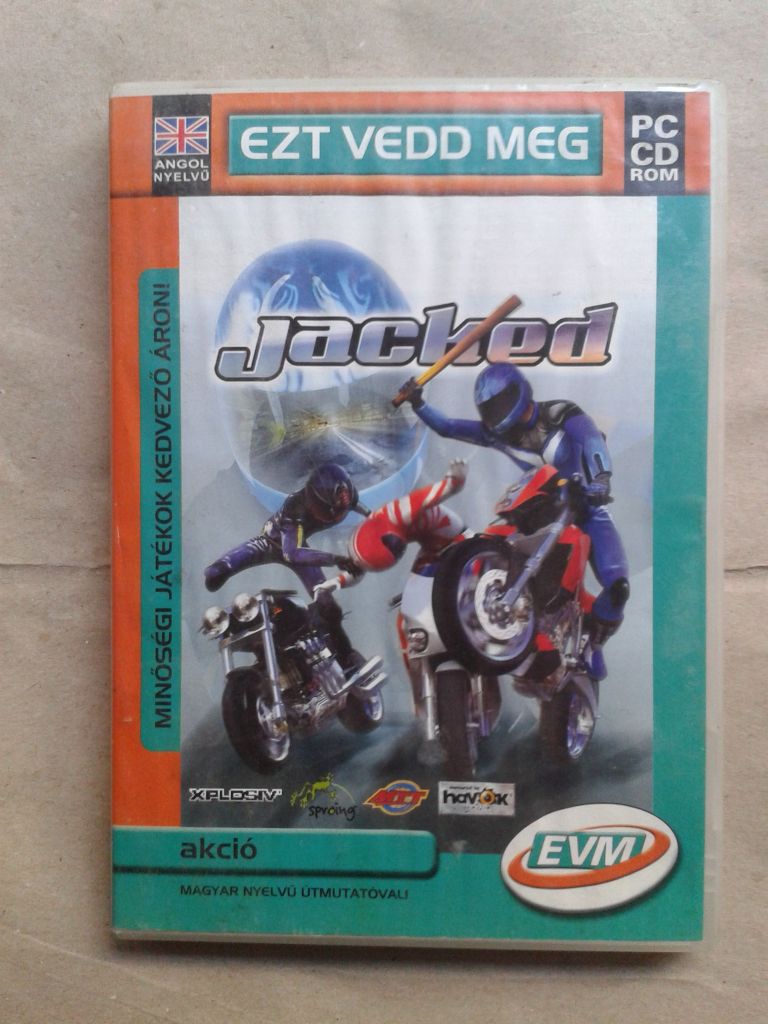 ANGOL
NYELVŰ
EZT VEDD MEG
PC
CD
ROM
MINŐSÉGI JÁTÉKOK KEDVEZŐ ÁRON!
Jacked
XPLOSIV
sproing
havok
akció
EVM
MAGYAR NYELVŰ ÚTMUTATÓVAL!